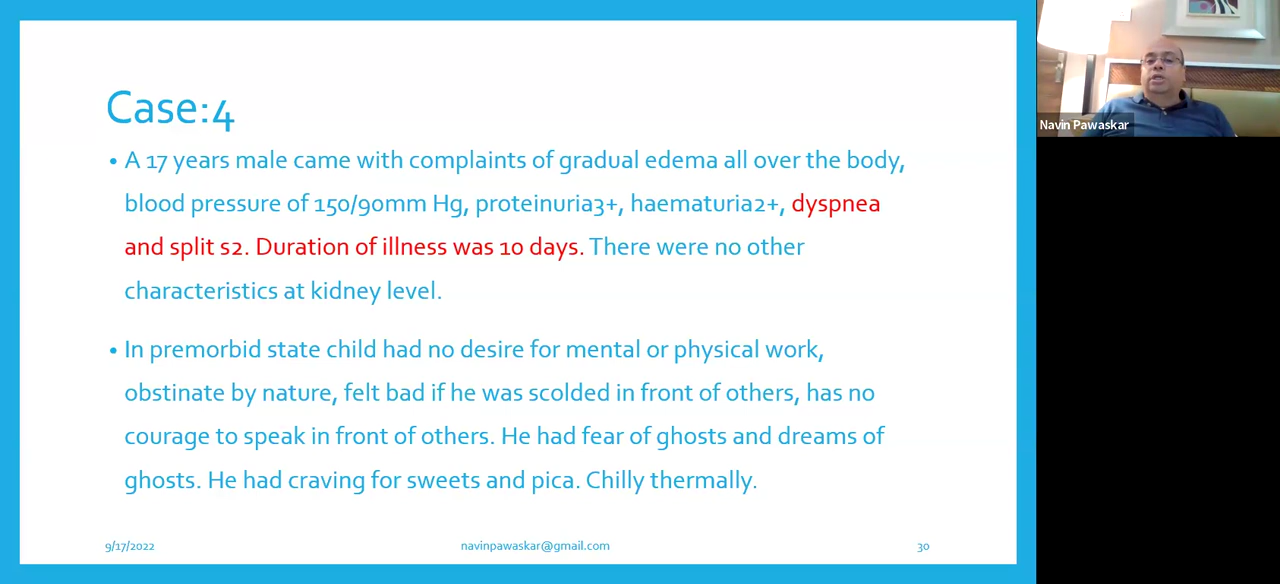 Case:4
• A 17 years male came with complaints of gradual edema all over the body,
blood pressure of 150/90mm Hg, proteinuria3+, haematuria2+, dyspnea
and split s2. Duration of illness was 10 days. There were no other
characteristics at kidney level.
• In premorbid state child had no desire for mental or physical work,
obstinate by nature, felt bad if he was scolded in front of others, has no
courage to speak in front of others. He had fear of ghosts and dreams of
ghosts. He had craving for sweets and pica. Chilly thermally.
9/17/2022 navinpawaskar@gmail.com 30
Navin Pawaskar